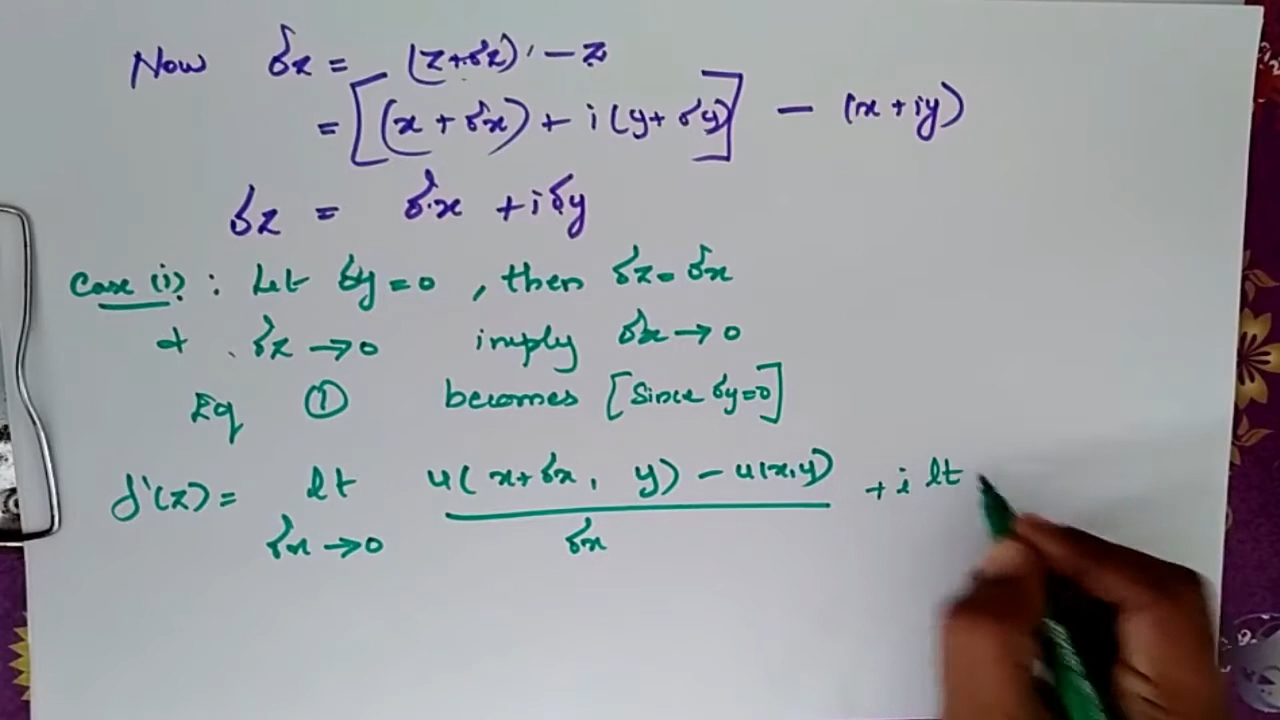 Now δz = (z+δz) - z
= [(x + δx) + i(y + δy)] - (x + iy)
δz = δx + iδy
Case (i) : Let δy = 0 , then δz = δx
& δz → 0 imply δx → 0
Eq ① becomes [Since δy=0]
f'(z) = lt u(x+δx, y) - u(x,y) + i lt
δx → 0 δx